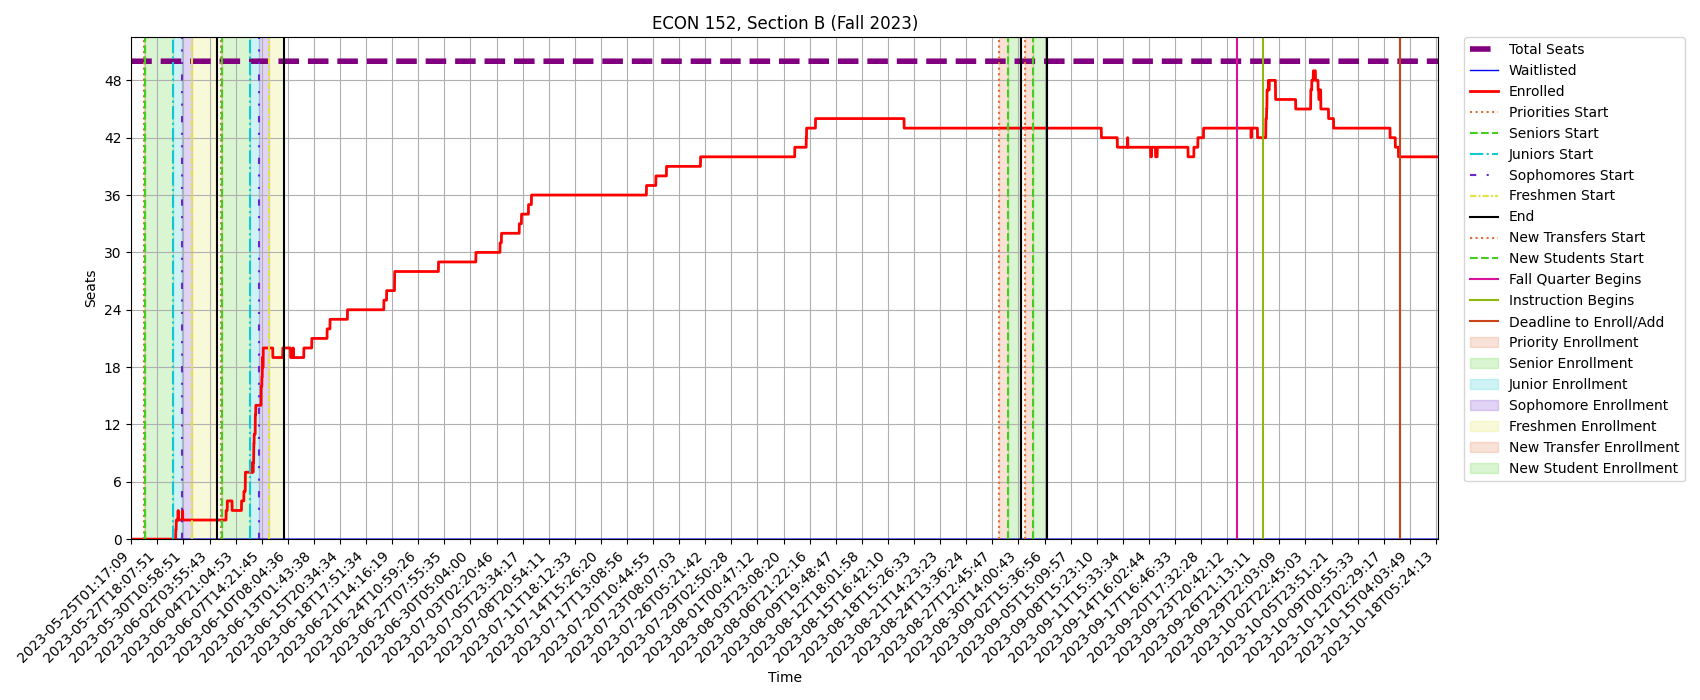 ECON 152, Section B (Fall 2023)
Seats
48
42
36
30
24
18
12
6
0
2023-05-25T01:17:09
2023-05-27T18:07:51
2023-05-30T10:58:51
2023-06-02T03:55:43
2023-06-04T21:04:53
2023-06-07T14:21:45
2023-06-10T08:04:36
2023-06-13T01:43:38
2023-06-15T20:34:34
2023-06-18T17:51:34
2023-06-21T14:16:19
2023-06-24T10:59:26
2023-06-27T07:55:35
2023-06-30T05:04:00
2023-07-03T02:20:46
2023-07-05T23:34:17
2023-07-08T20:54:11
2023-07-11T18:12:33
2023-07-14T15:26:20
2023-07-17T13:08:56
2023-07-20T10:44:55
2023-07-23T08:07:03
2023-07-26T05:21:42
2023-07-29T02:50:28
2023-08-01T00:47:12
2023-08-03T23:08:20
2023-08-06T21:22:16
2023-08-09T19:48:47
2023-08-12T18:01:58
2023-08-15T16:42:10
2023-08-18T15:26:33
2023-08-21T14:23:23
2023-08-24T13:36:24
2023-08-27T12:45:47
2023-08-30T14:00:43
2023-09-02T15:36:56
2023-09-05T15:09:57
2023-09-08T15:23:10
2023-09-11T15:33:34
2023-09-14T16:02:44
2023-09-17T16:46:33
2023-09-20T17:32:28
2023-09-23T20:42:12
2023-09-26T21:13:11
2023-09-29T22:03:09
2023-10-02T22:45:03
2023-10-05T23:51:21
2023-10-09T00:55:33
2023-10-12T02:29:17
2023-10-15T04:03:49
2023-10-18T05:24:13
Time
Total Seats
Waitlisted
Enrolled
Priorities Start
Seniors Start
Juniors Start
Sophomores Start
Freshmen Start
End
New Transfers Start
New Students Start
Fall Quarter Begins
Instruction Begins
Deadline to Enroll/Add
Priority Enrollment
Senior Enrollment
Junior Enrollment
Sophomore Enrollment
Freshmen Enrollment
New Transfer Enrollment
New Student Enrollment